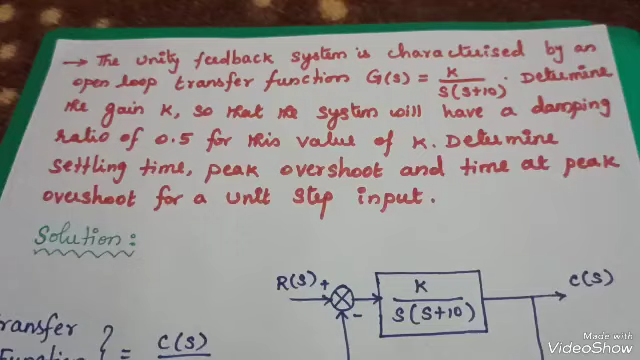 → The unity feedback system is characterised by an
open loop transfer function G(s) = K / S(S+10) . Determine
the gain K, so that the system will have a damping
ratio of 0.5 for this value of K. Determine
settling time, peak overshoot and time at peak
overshoot for a unit step input.
Solution:
R(S) + K / S(S+10) C(S)
-
ransfer
Function } = C(S)
Made with
VideoShow